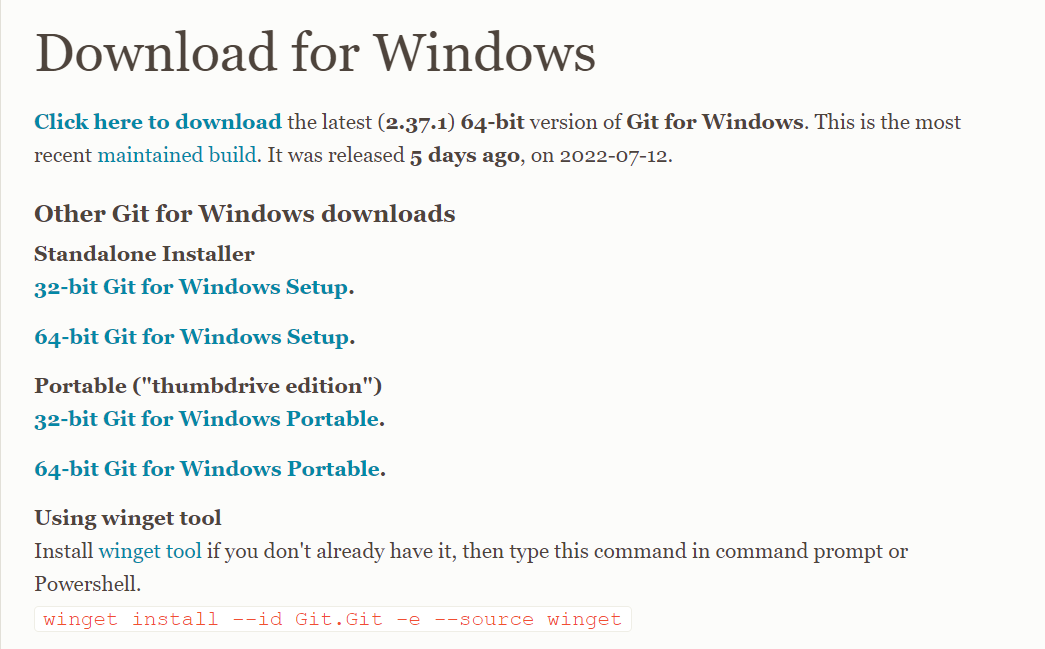 Download for Windows
Click here to download the latest (2.37.1) 64-bit version of Git for Windows. This is the most
recent maintained build. It was released 5 days ago, on 2022-07-12.
Other Git for Windows downloads
Standalone Installer
32-bit Git for Windows Setup.
64-bit Git for Windows Setup.
Portable ("thumbdrive edition")
32-bit Git for Windows Portable.
64-bit Git for Windows Portable.
Using winget tool
Install winget tool if you don't already have it, then type this command in command prompt or
Powershell.
winget install --id Git.Git -e --source winget